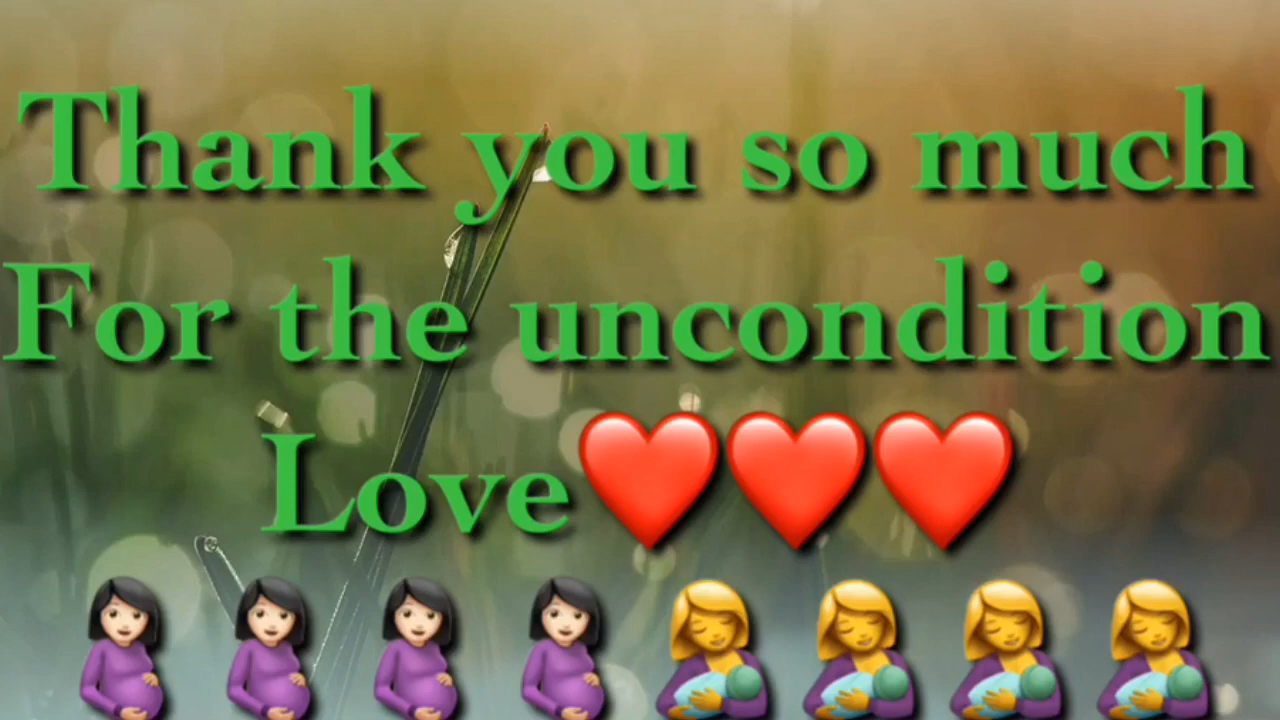 Thank you so much
For the uncondition
Love❤️❤️❤️
🤰🏻🤰🏻🤰🏻🤰🏻🤱🤱🤱🤱